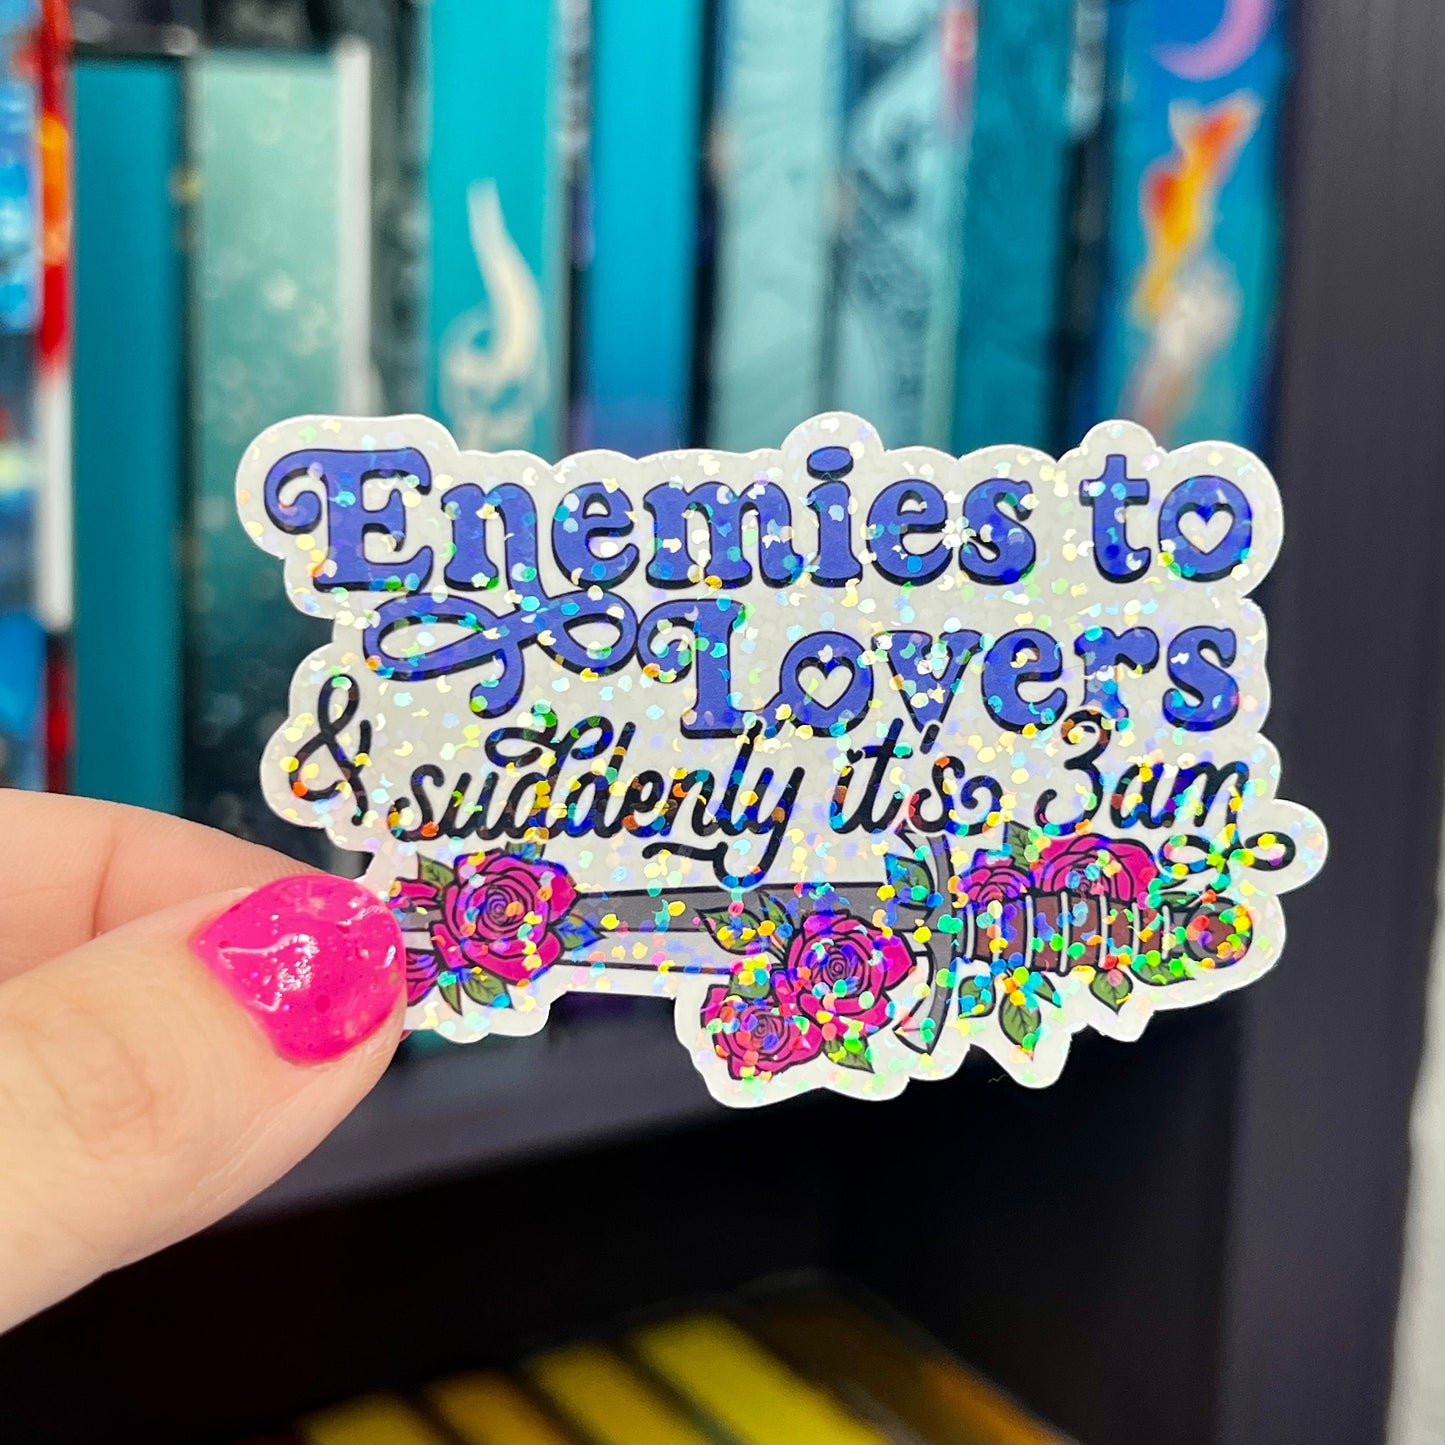 Enemies to
Lovers
& suddenly it's 3am